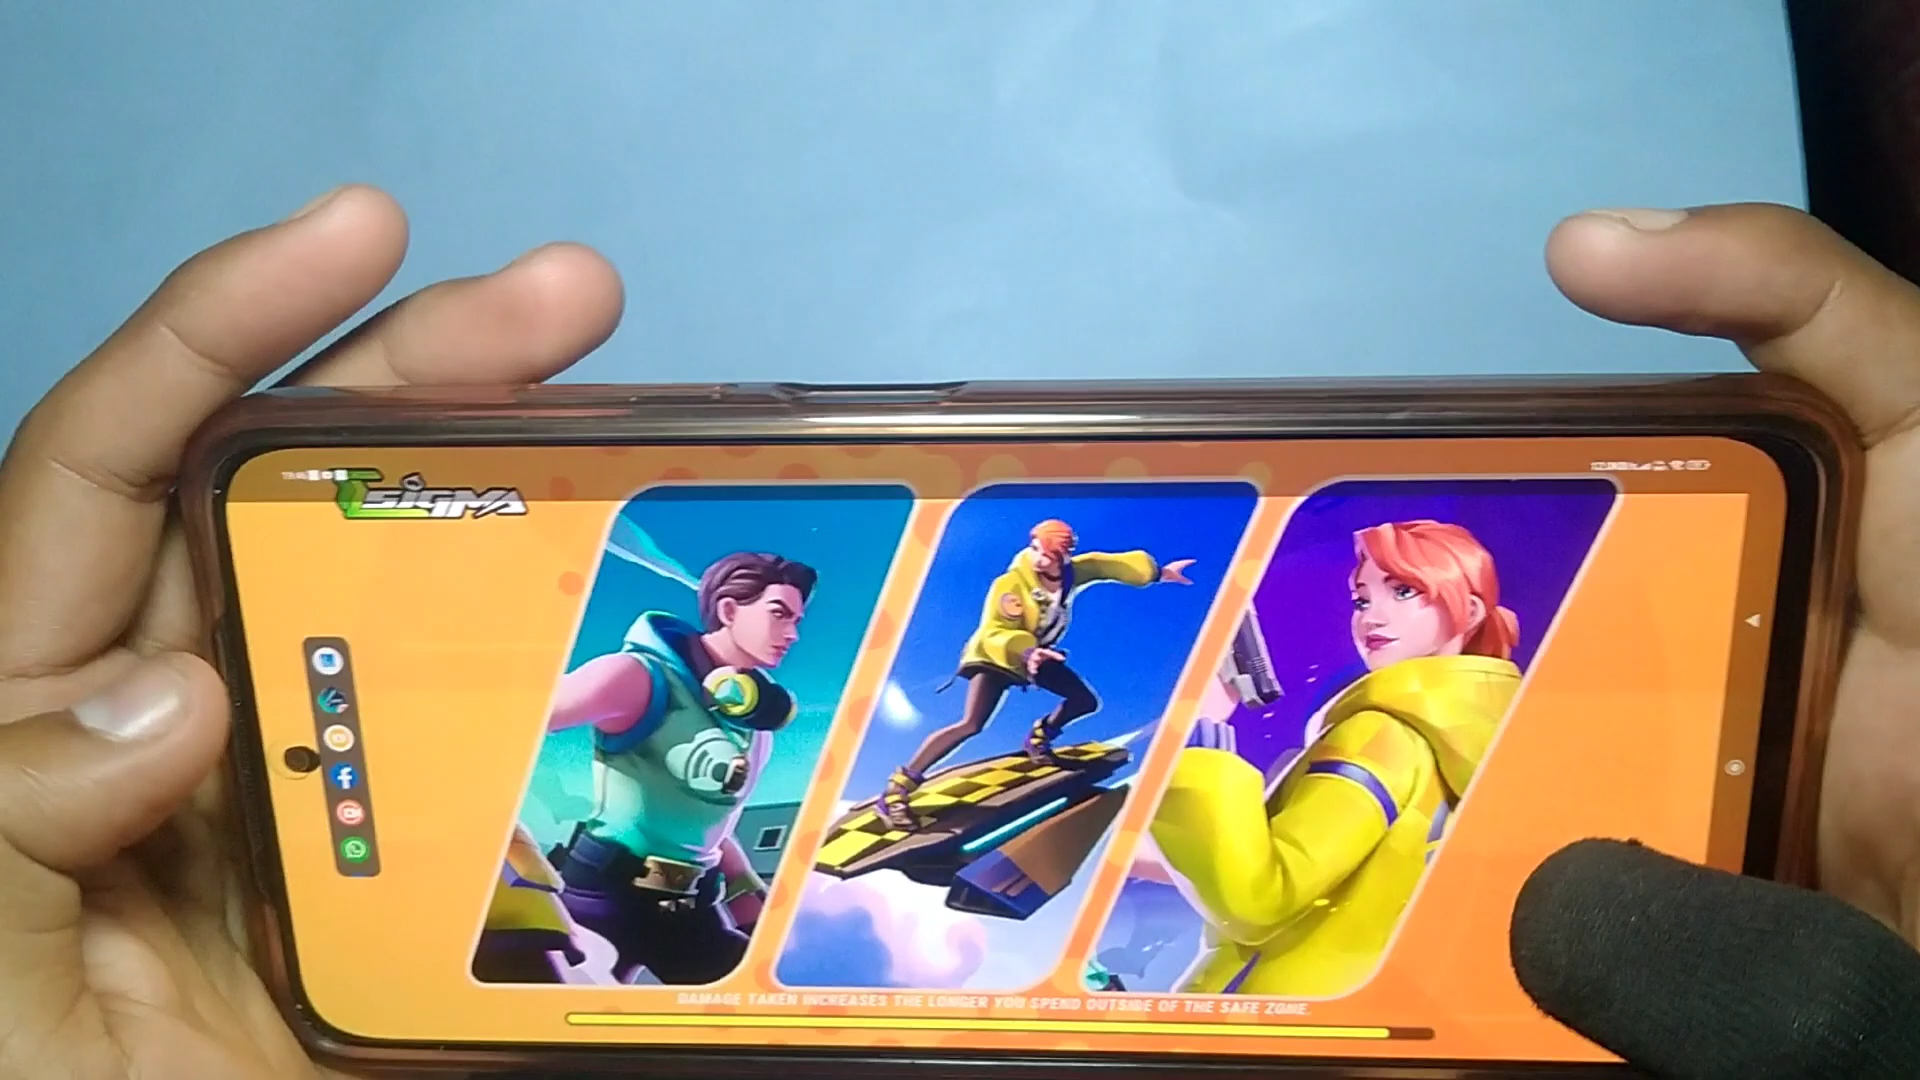 SIGMA
DAMAGE TAKEN INCREASES THE LONGER YOU SPEND OUTSIDE OF THE SAFE ZONE.